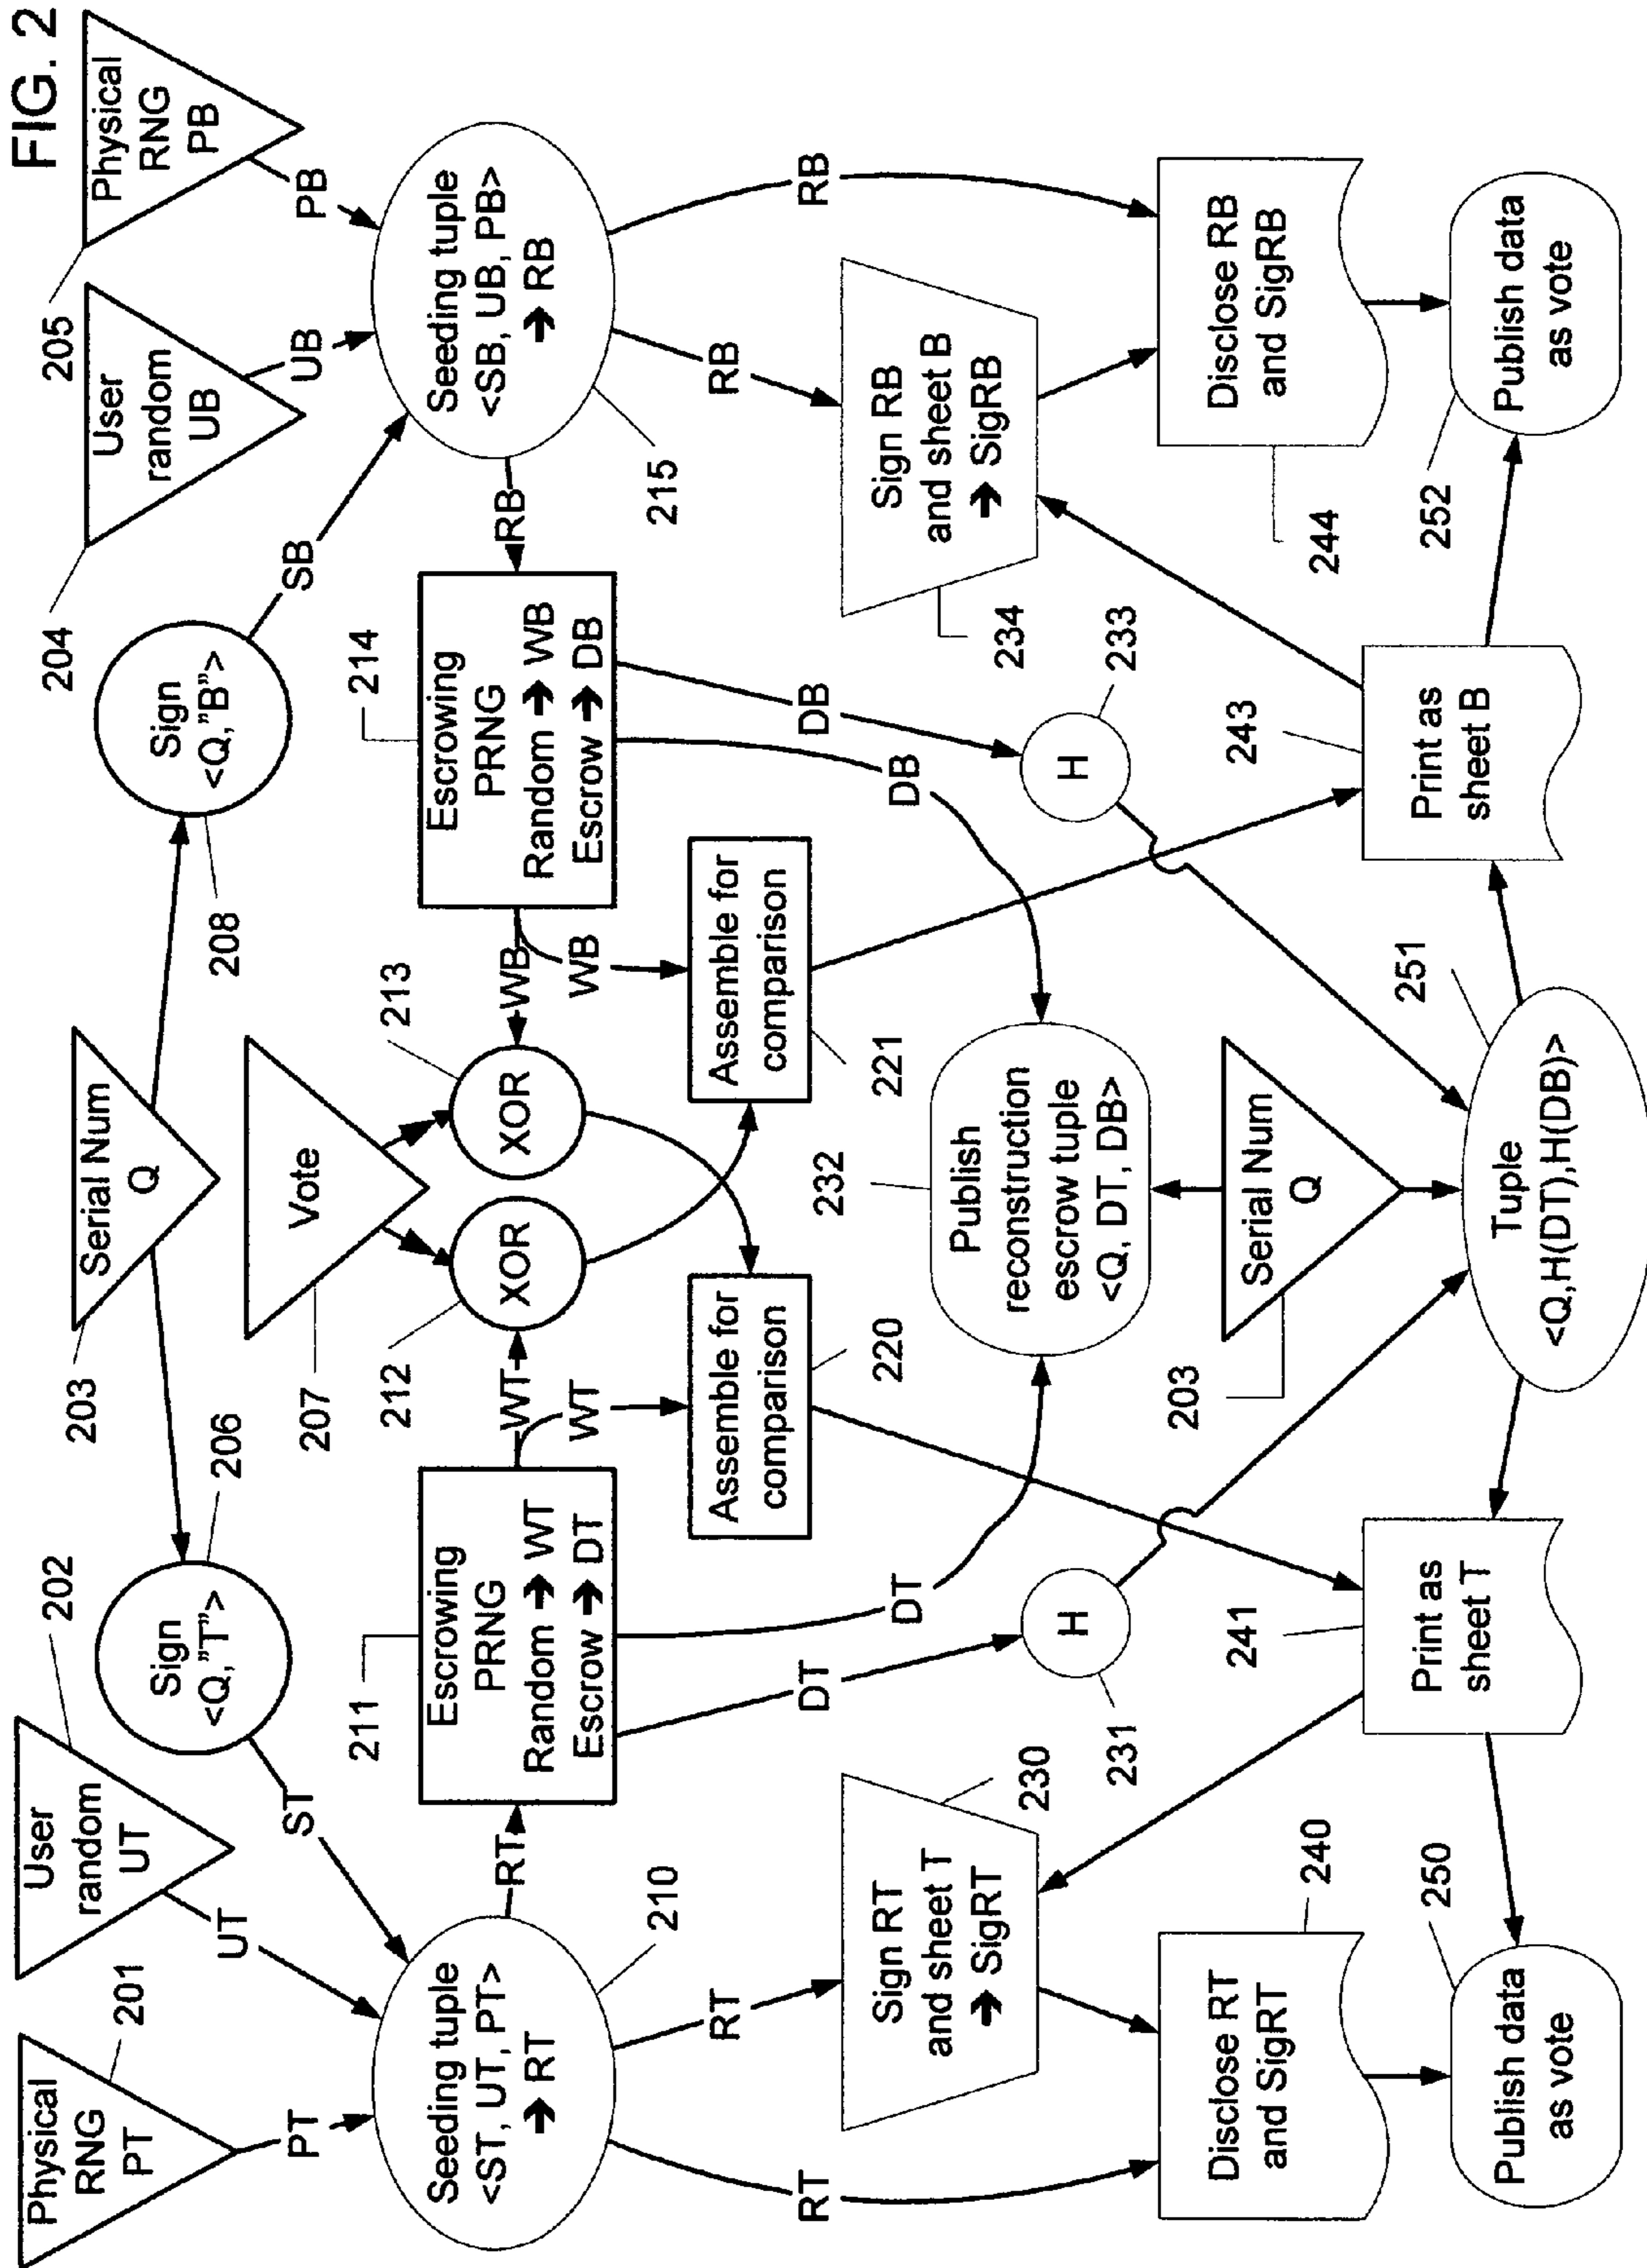 FIG. 2
Physical
RNG
PT
201
User
random
UT
202
Serial Num
Q
203
User
random
UB
204
Physical
RNG
PB
205
PT
UT
ST
Sign
<Q,"T">
206
Vote
207
Sign
<Q,"B">
208
SB
UB
PB
Seeding tuple
<ST, UT, PT>
➔ RT
210
RT
Escrowing
PRNG
Random ➔ WT
Escrow ➔ DT
211
WT
WT
XOR
212
XOR
213
WB
WB
Escrowing
PRNG
Random ➔ WB
Escrow ➔ DB
214
RB
Seeding tuple
<SB, UB, PB>
➔ RB
215
Assemble for
comparison
220
Assemble for
comparison
221
RT
RT
DT
DT
DB
DB
RB
RB
Sign RT
and sheet T
➔ SigRT
230
H
231
Publish
reconstruction
escrow tuple
<Q, DT, DB>
232
H
233
Sign RB
and sheet B
➔ SigRB
234
Serial Num
Q
203
Disclose RT
and SigRT
240
Print as
sheet T
241
Print as
sheet B
243
Disclose RB
and SigRB
244
Publish data
as vote
250
Tuple
<Q,H(DT),H(DB)>
251
Publish data
as vote
252